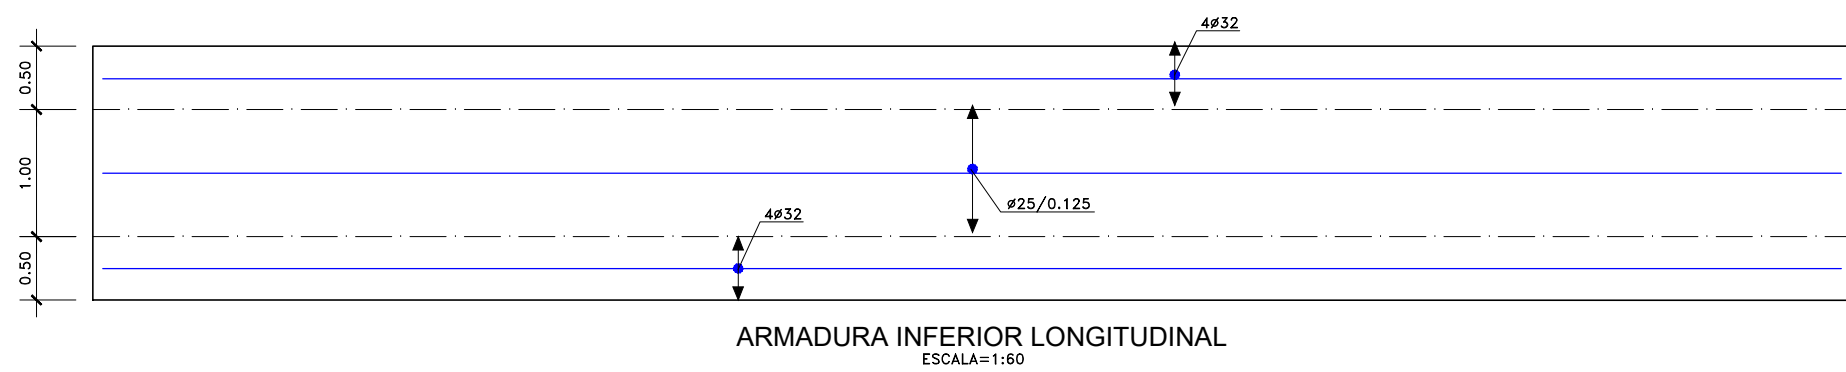 4ø32
0.50
1.00
ø25/0.125
4ø32
0.50
ARMADURA INFERIOR LONGITUDINAL
ESCALA=1:60